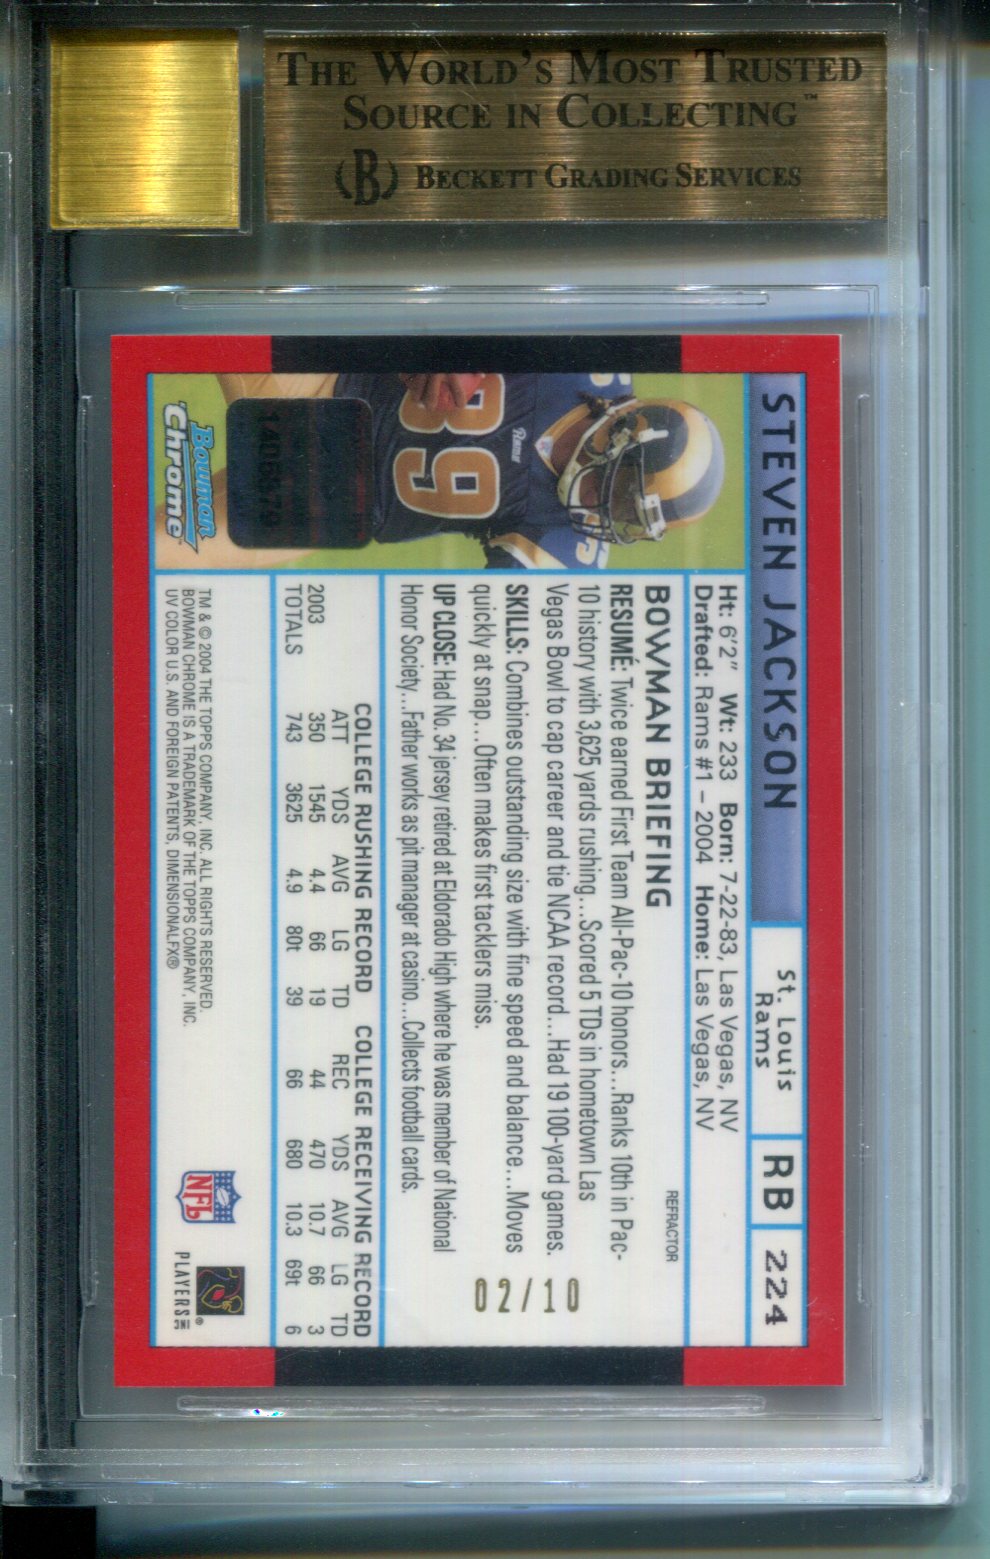 THE WORLD'S MOST TRUSTED
SOURCE IN COLLECTING™
(B) BECKETT GRADING SERVICES
STEVEN JACKSON
St. Louis
Rams
RB
224
Ht: 6'2" Wt: 233 Born: 7-22-83, Las Vegas, NV
Drafted: Rams #1 – 2004 Home: Las Vegas, NV
BOWMAN BRIEFING
REFRACTOR
RESUMÉ: Twice earned First Team All-Pac-10 honors...Ranks 10th in Pac-
10 history with 3,625 yards rushing...Scored 5 TDs in hometown Las
Vegas Bowl to cap career and tie NCAA record...Had 19 100-yard games.
SKILLS: Combines outstanding size with fine speed and balance...Moves
quickly at snap...Often makes first tacklers miss.
UP CLOSE: Had No. 34 jersey retired at Eldorado High where he was member of National
Honor Society...Father works as pit manager at casino...Collects football cards.
02/10
COLLEGE RUSHING RECORD COLLEGE RECEIVING RECORD
ATT YDS AVG LG TD REC YDS AVG LG TD
2003 350 1545 4.4 66 19 44 470 10.7 66 3
TOTALS 743 3625 4.9 80t 39 66 680 10.3 69t 6
TM & © 2004 THE TOPPS COMPANY, INC. ALL RIGHTS RESERVED.
BOWMAN CHROME IS A TRADEMARK OF THE TOPPS COMPANY, INC.
UV COLOR U.S. AND FOREIGN PATENTS, DIMENSIONALFX®
NFL
PLAYERS INC
®
Bowman
Chrome
Rams
89